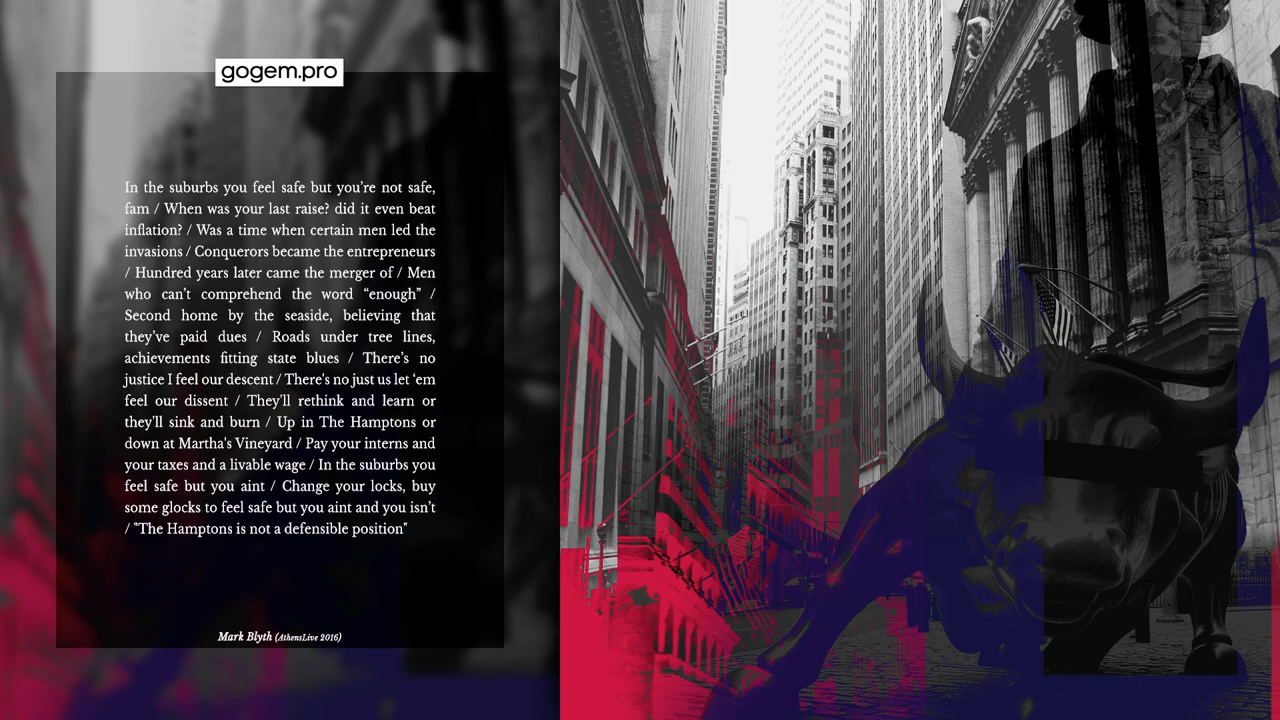 gogem.pro
In the suburbs you feel safe but you’re not safe,
fam / When was your last raise? did it even beat
inflation? / Was a time when certain men led the
invasions / Conquerors became the entrepreneurs
/ Hundred years later came the merger of / Men
who can’t comprehend the word “enough” /
Second home by the seaside, believing that
they’ve paid dues / Roads under tree lines,
achievements fitting state blues / There’s no
justice I feel our descent / There's no just us let ‘em
feel our dissent / They’ll rethink and learn or
they’ll sink and burn / Up in The Hamptons or
down at Martha's Vineyard / Pay your interns and
your taxes and a livable wage / In the suburbs you
feel safe but you aint / Change your locks, buy
some glocks to feel safe but you aint and you isn’t
/ "The Hamptons is not a defensible position"
Mark Blyth (AthensLive 2016)